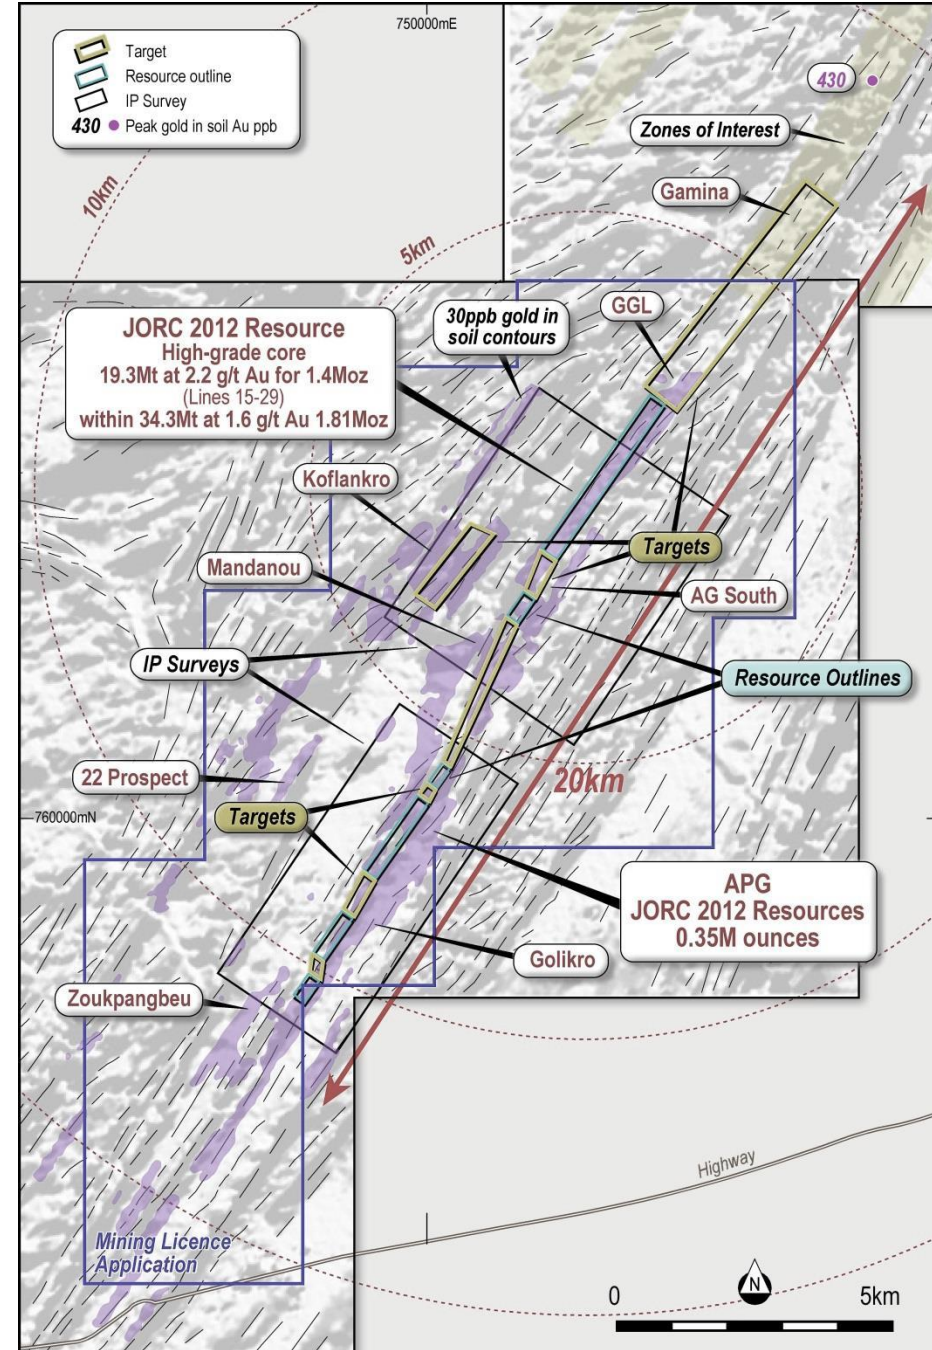 750000mE
Target
Resource outline
IP Survey
430 Peak gold in soil Au ppb
430
Zones of Interest
Gamina
10km
5km
GGL
30ppb gold in
soil contours
JORC 2012 Resource
High-grade core
19.3Mt at 2.2 g/t Au for 1.4Moz
(Lines 15-29)
within 34.3Mt at 1.6 g/t Au 1.81Moz
Koflankro
Targets
Mandanou
AG South
IP Surveys
Resource Outlines
22 Prospect
20km
Targets
760000mN
APG
JORC 2012 Resources
0.35M ounces
Golikro
Zoukpangbeu
Highway
Mining Licence
Application
N
0 5km